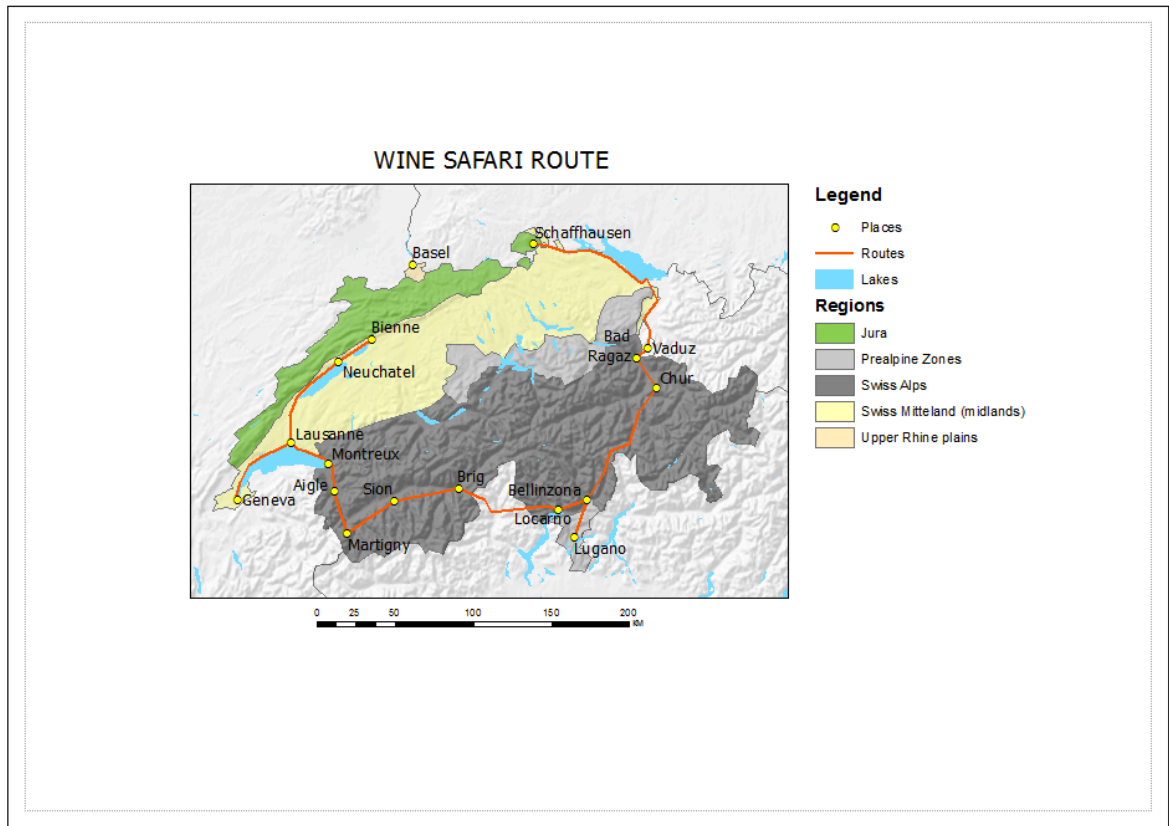 WINE SAFARI ROUTE
Schaffhausen
Basel
Bienne
Bad
Ragaz
Vaduz
Neuchatel
Chur
Lausanne
Montreux
Brig
Aigle
Sion
Bellinzona
Geneva
Locarno
Martigny
Lugano
0 25 50 100 150 200
KM
Legend
Places
Routes
Lakes
Regions
Jura
Prealpine Zones
Swiss Alps
Swiss Mitteland (midlands)
Upper Rhine plains